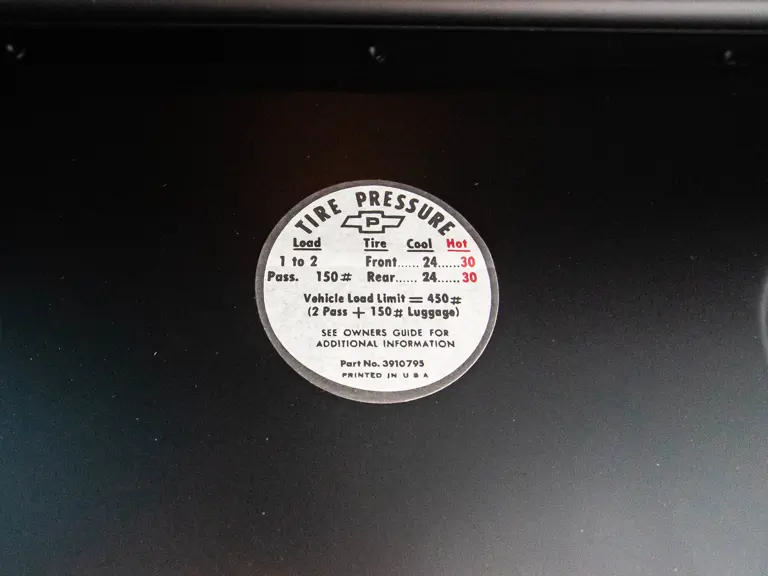 TIRE PRESSURE
P
Load Tire Cool Hot
1 to 2 Front......24......30
Pass. 150# Rear......24......30
Vehicle Load Limit = 450#
(2 Pass + 150# Luggage)
SEE OWNERS GUIDE FOR
ADDITIONAL INFORMATION
Part No. 3910795
PRINTED IN U S A